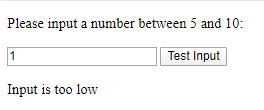 Please input a number between 5 and 10:
1 Test Input
Input is too low